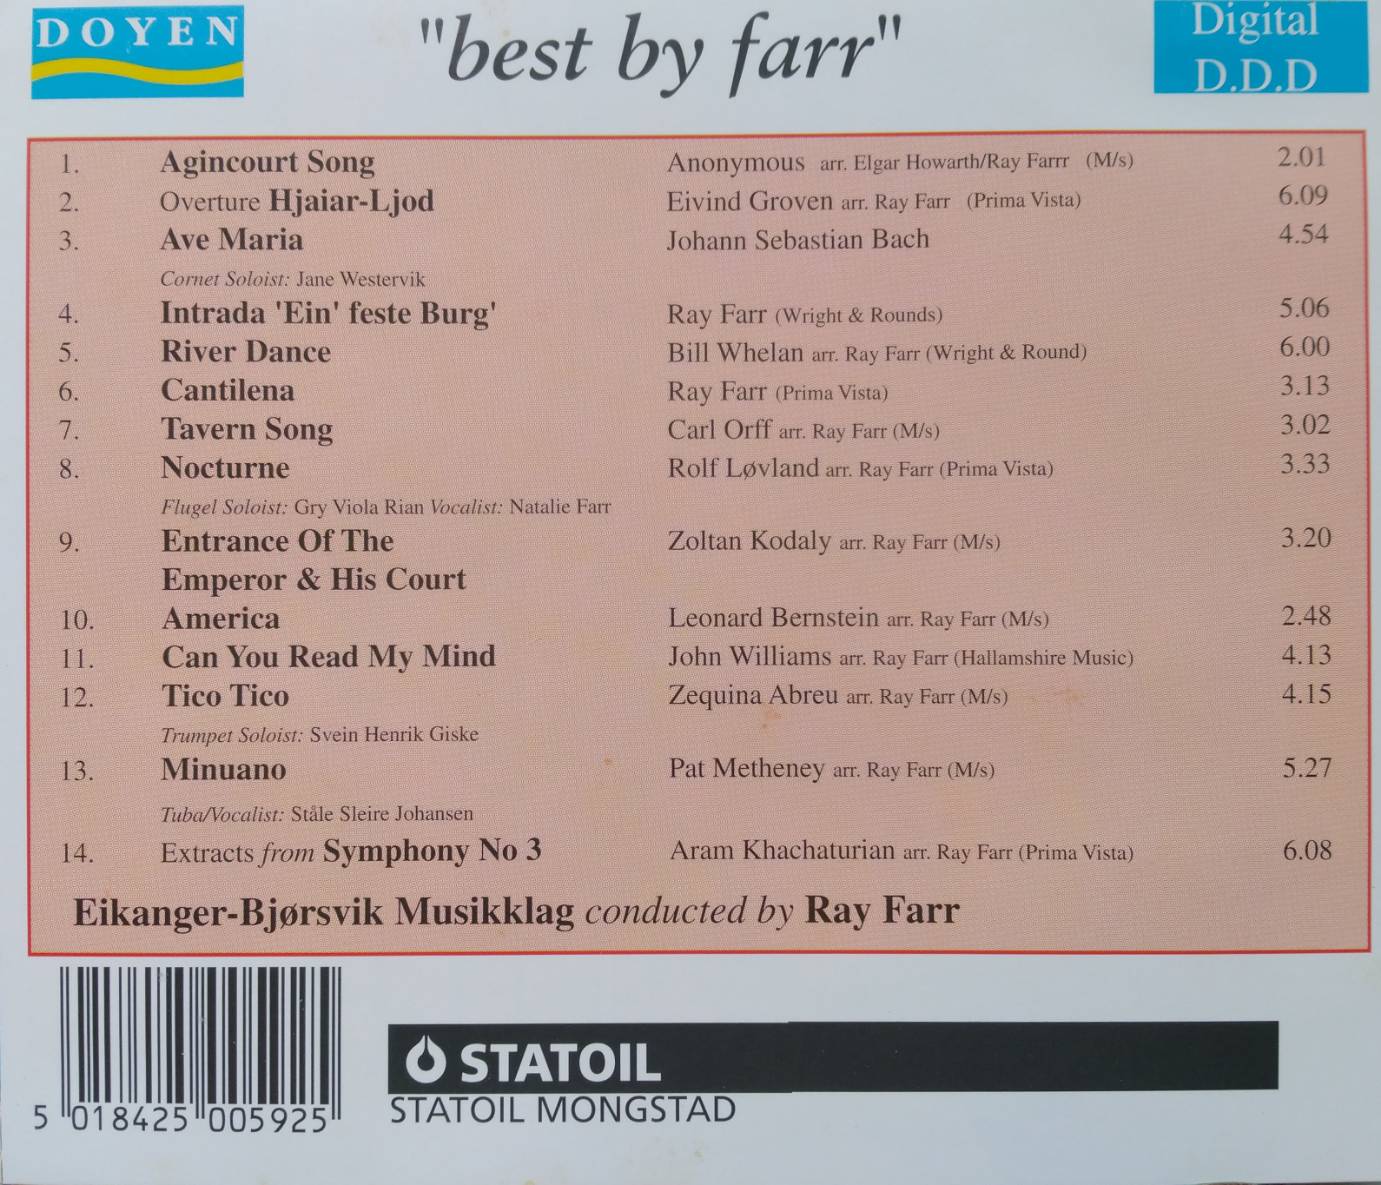 DOYEN
"best by farr"
Digital
D.D.D
1. Agincourt Song Anonymous arr. Elgar Howarth/Ray Farrr (M/s) 2.01
2. Overture Hjaiar-Ljod Eivind Groven arr. Ray Farr (Prima Vista) 6.09
3. Ave Maria Johann Sebastian Bach 4.54
Cornet Soloist: Jane Westervik
4. Intrada 'Ein' feste Burg' Ray Farr (Wright & Rounds) 5.06
5. River Dance Bill Whelan arr. Ray Farr (Wright & Round) 6.00
6. Cantilena Ray Farr (Prima Vista) 3.13
7. Tavern Song Carl Orff arr. Ray Farr (M/s) 3.02
8. Nocturne Rolf Løvland arr. Ray Farr (Prima Vista) 3.33
Flugel Soloist: Gry Viola Rian Vocalist: Natalie Farr
9. Entrance Of The Zoltan Kodaly arr. Ray Farr (M/s) 3.20
Emperor & His Court
10. America Leonard Bernstein arr. Ray Farr (M/s) 2.48
11. Can You Read My Mind John Williams arr. Ray Farr (Hallamshire Music) 4.13
12. Tico Tico Zequina Abreu arr. Ray Farr (M/s) 4.15
Trumpet Soloist: Svein Henrik Giske
13. Minuano Pat Metheney arr. Ray Farr (M/s) 5.27
Tuba/Vocalist: Ståle Sleire Johansen
14. Extracts from Symphony No 3 Aram Khachaturian arr. Ray Farr (Prima Vista) 6.08
Eikanger-Bjørsvik Musikklag conducted by Ray Farr
STATOIL
STATOIL MONGSTAD
5 018425 005925